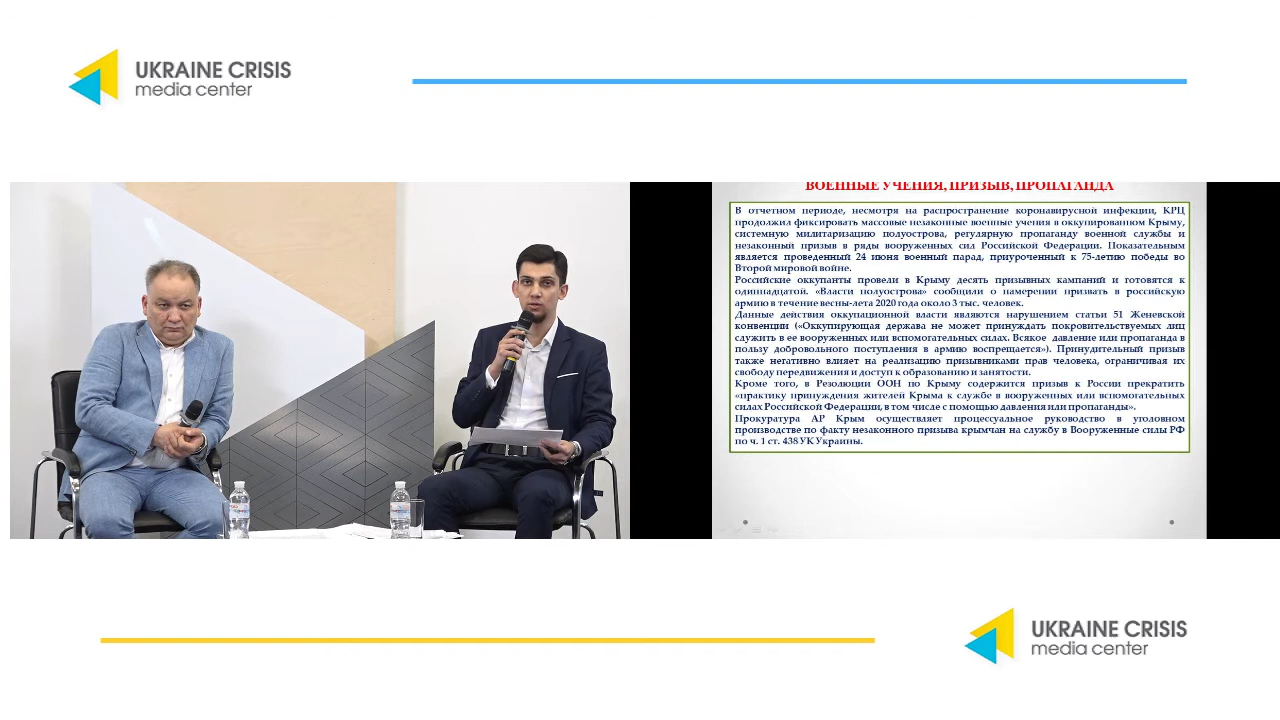 UKRAINE CRISIS
media center
ВОЕННЫЕ УЧЕНИЯ, ПРИЗЫВ, ПРОПАГАНДА
В отчетном периоде, несмотря на распространение коронавирусной инфекции, КРЦ
продолжил фиксировать массовые незаконные военные учения в оккупированном Крыму,
системную милитаризацию полуострова, регулярную пропаганду военной службы и
незаконный призыв в ряды вооруженных сил Российской Федерации. Показательным
является проведенный 24 июня военный парад, приуроченный к 75-летию победы во
Второй мировой войне.
Российские оккупанты провели в Крыму десять призывных кампаний и готовятся к
одиннадцатой. «Власти полуострова» сообщили о намерении призвать в российскую
армию в течение весны-лета 2020 года около 3 тыс. человек.
Данные действия оккупационной власти являются нарушением статьи 51 Женевской
конвенции («Оккупирующая держава не может принуждать покровительствуемых лиц
служить в ее вооруженных или вспомогательных силах. Всякое давление или пропаганда в
пользу добровольного поступления в армию воспрещается»). Принудительный призыв
также негативно влияет на реализацию призывниками прав человека, ограничивая их
свободу передвижения и доступ к образованию и занятости.
Кроме того, в Резолюции ООН по Крыму содержится призыв к России прекратить
«практику принуждения жителей Крыма к службе в вооруженных или вспомогательных
силах Российской Федерации, в том числе с помощью давления или пропаганды».
Прокуратура АР Крым осуществляет процессуальное руководство в уголовном
производстве по факту незаконного призыва крымчан на службу в Вооруженные силы РФ
по ч. 1 ст. 438 УК Украины.
UKRAINE CRISIS
media center